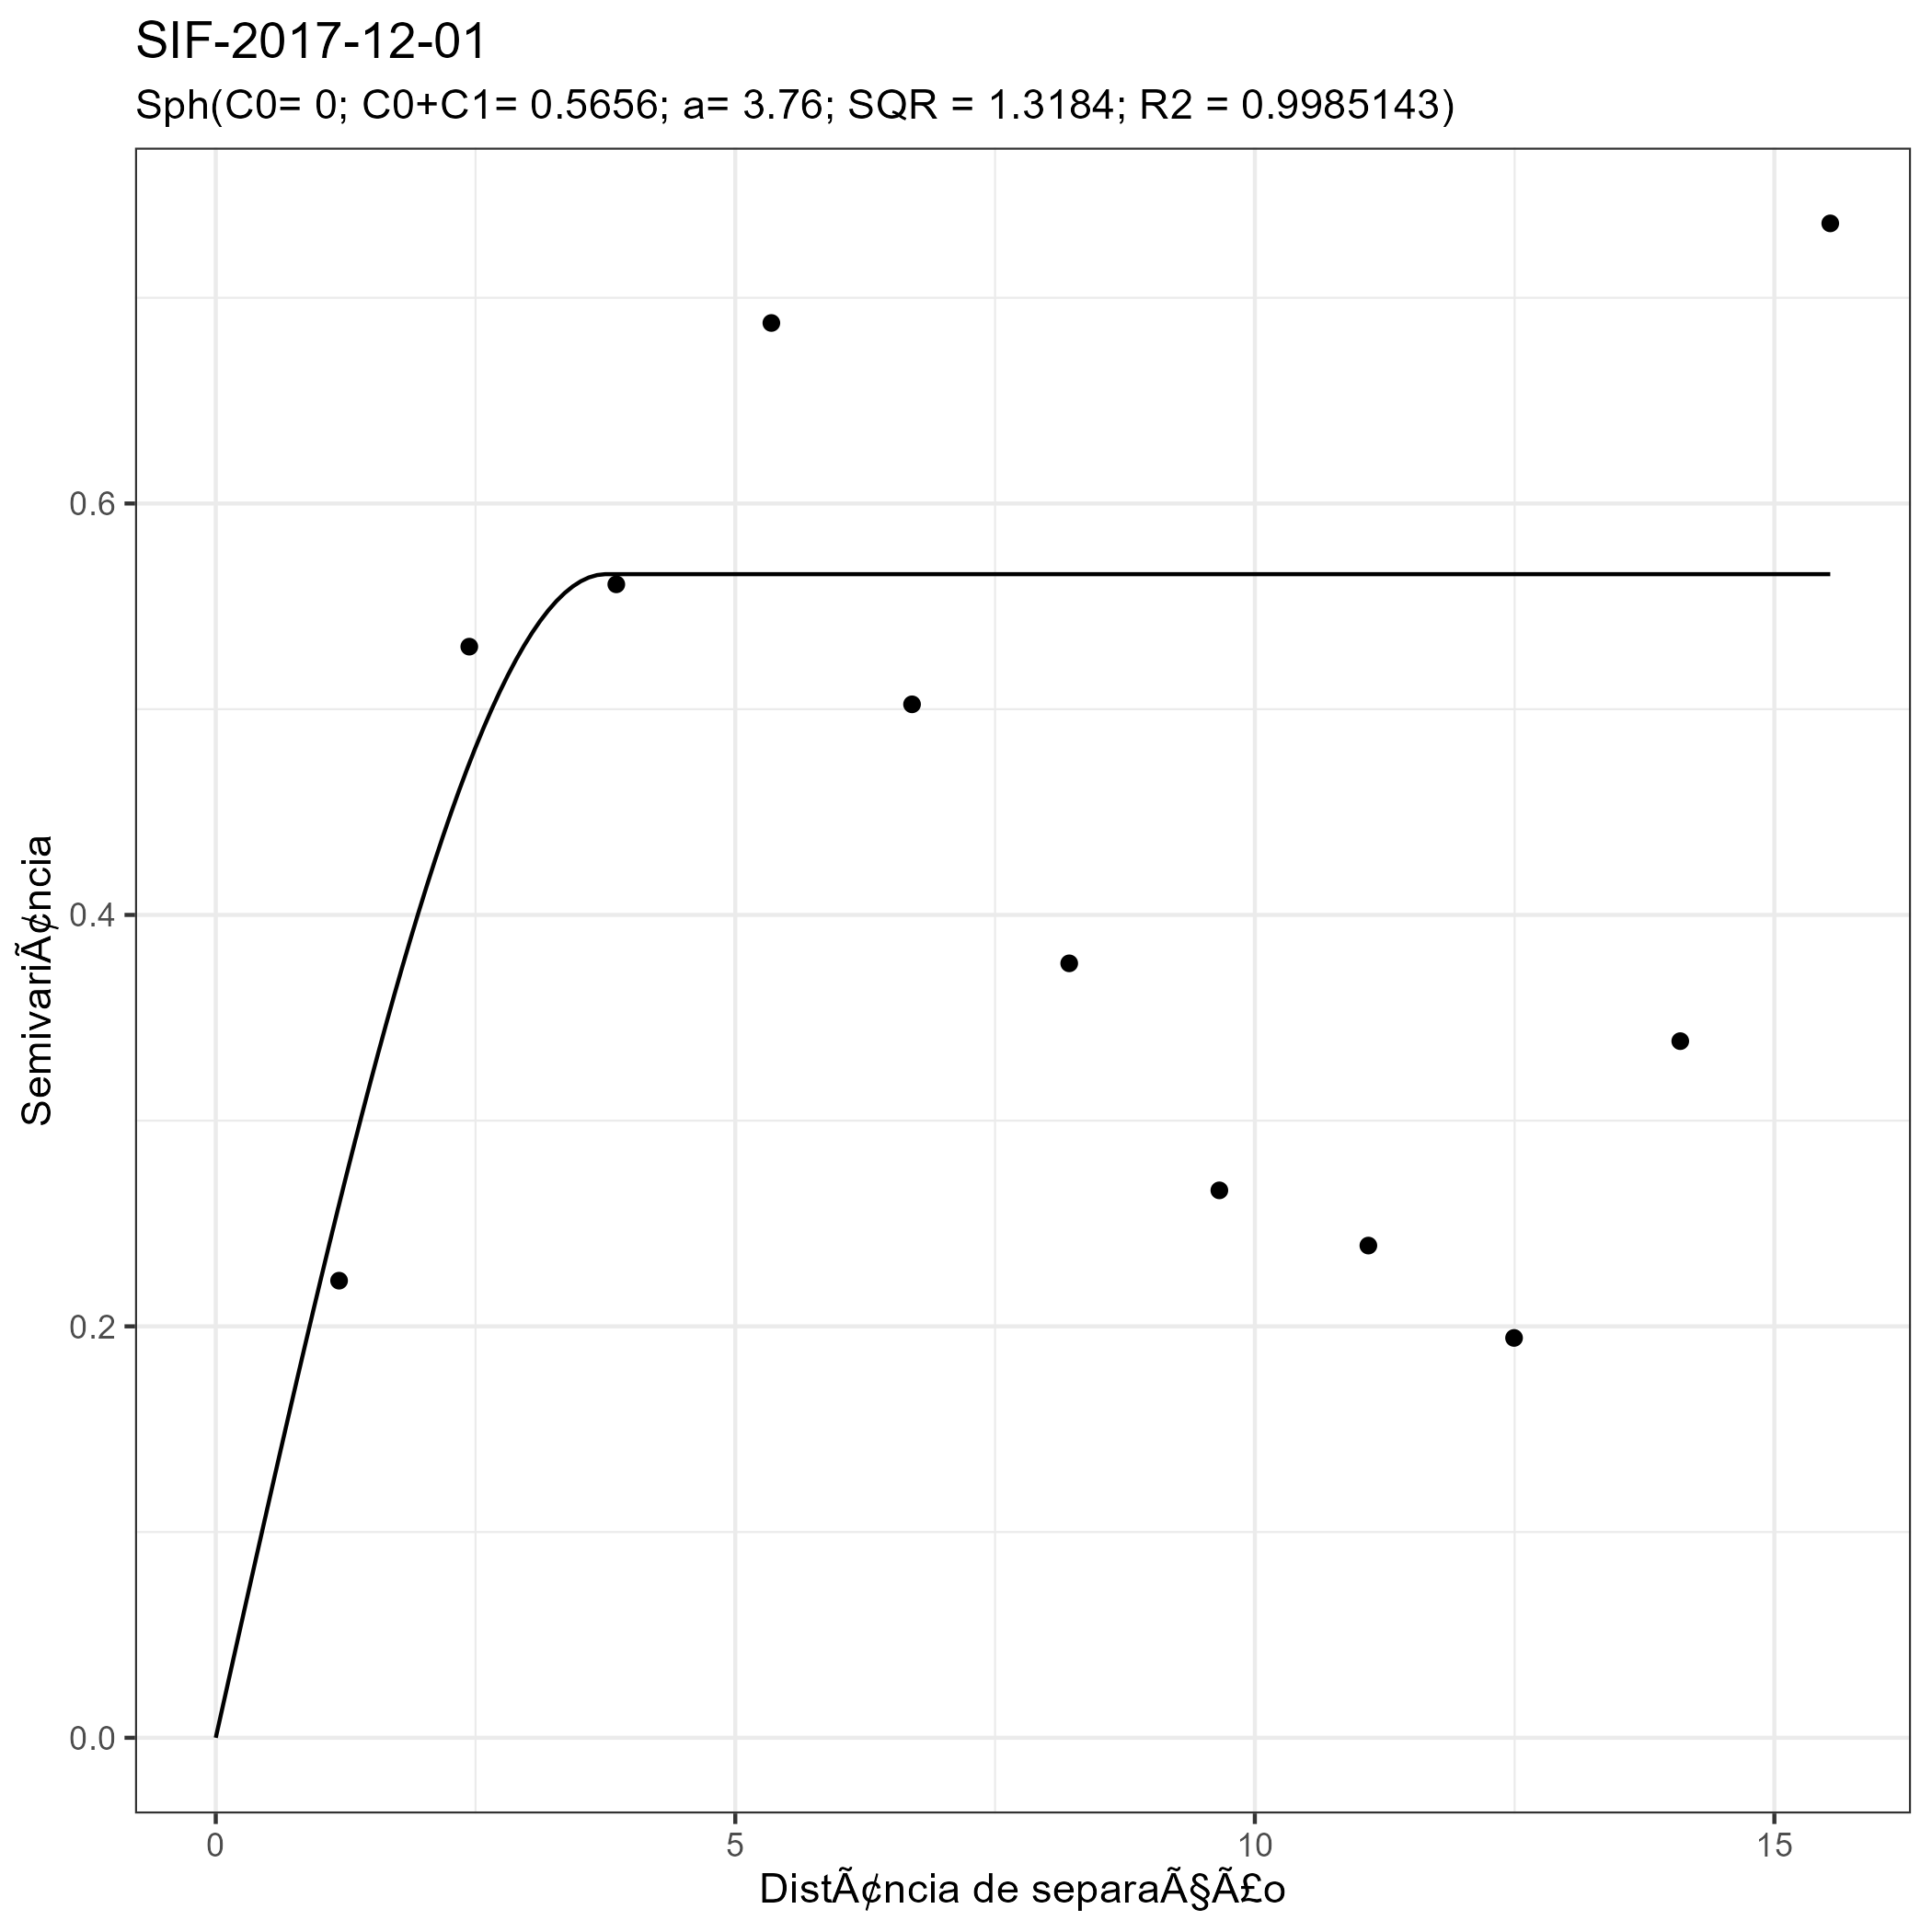 SIF-2017-12-01
Sph(C0= 0; C0+C1= 0.5656; a= 3.76; SQR = 1.3184; R2 = 0.9985143)
SemivariÃ¢ncia
0.6
0.4
0.2
0.0
0 5 10 15
DistÃ¢ncia de separaÃ§Ã£o